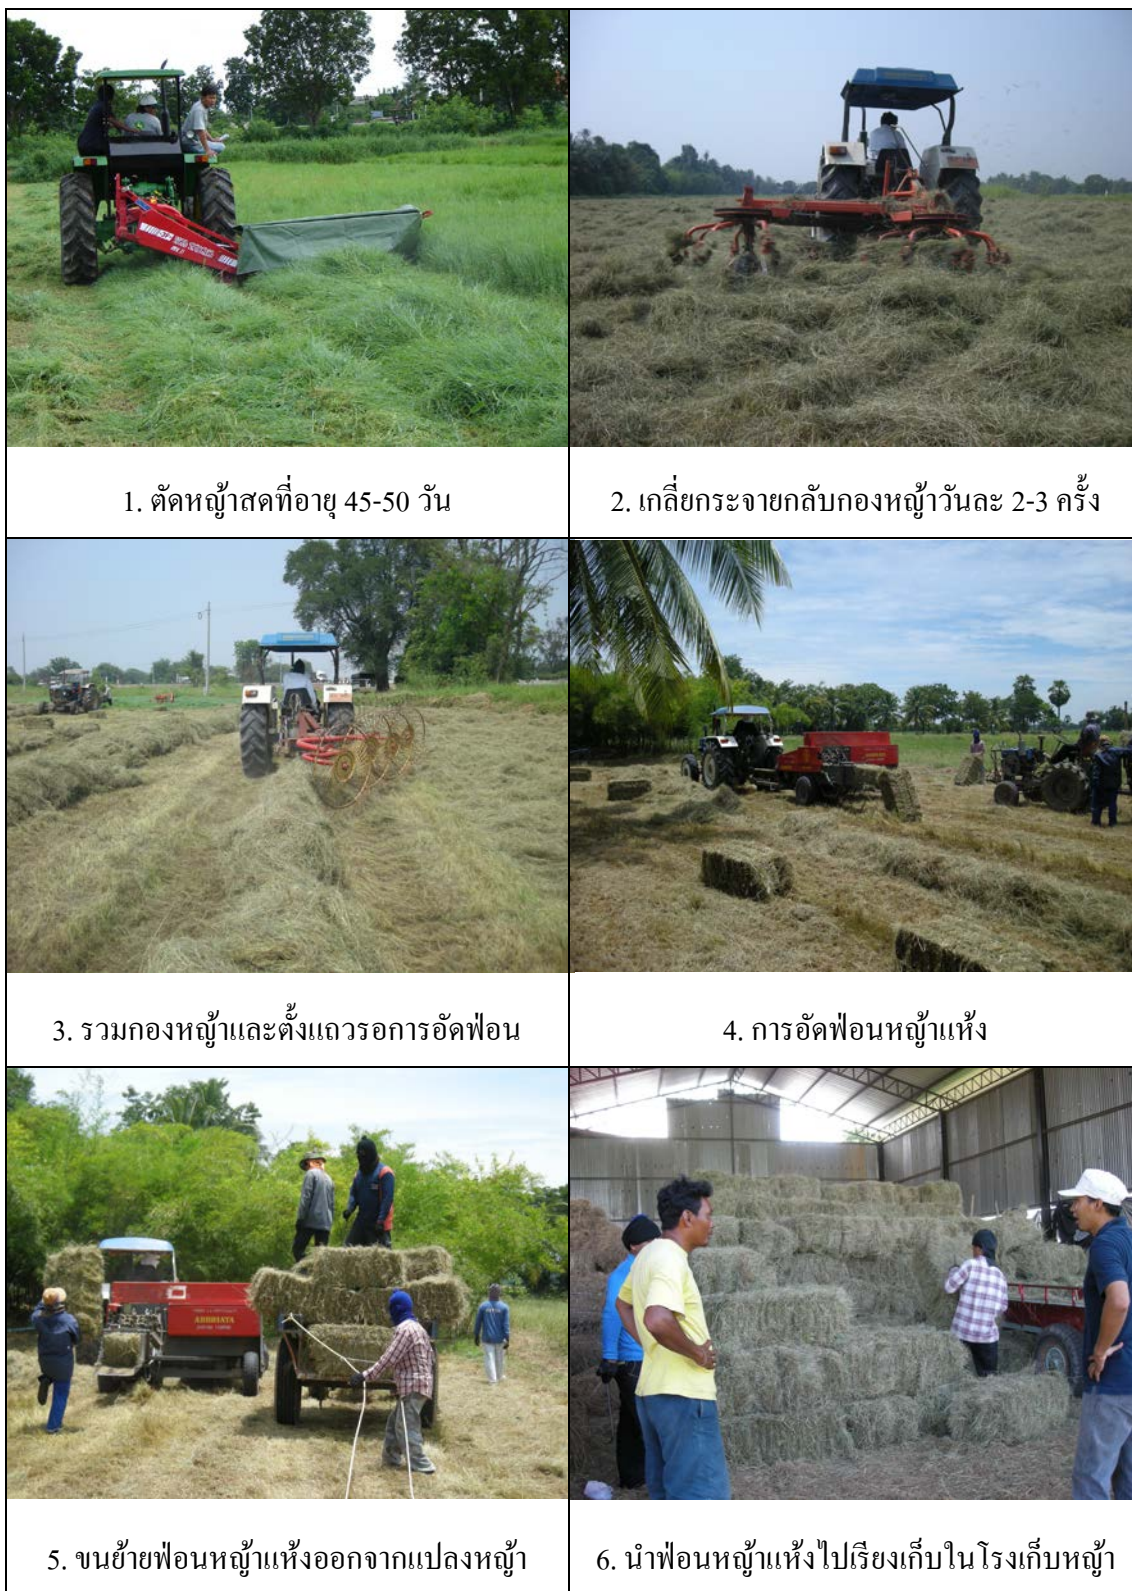 1. ตัดหญ้าสดที่อายุ 45-50 วัน
2. เกลี่ยกระจายกลับกองหญ้าวันละ 2-3 ครั้ง
3. รวมกองหญ้าและตั้งแถวรอการอัดฟ่อน
4. การอัดฟ่อนหญ้าแห้ง
5. ขนย้ายฟ่อนหญ้าแห้งออกจากแปลงหญ้า
6. นำฟ่อนหญ้าแห้งไปเรียงเก็บในโรงเก็บหญ้า